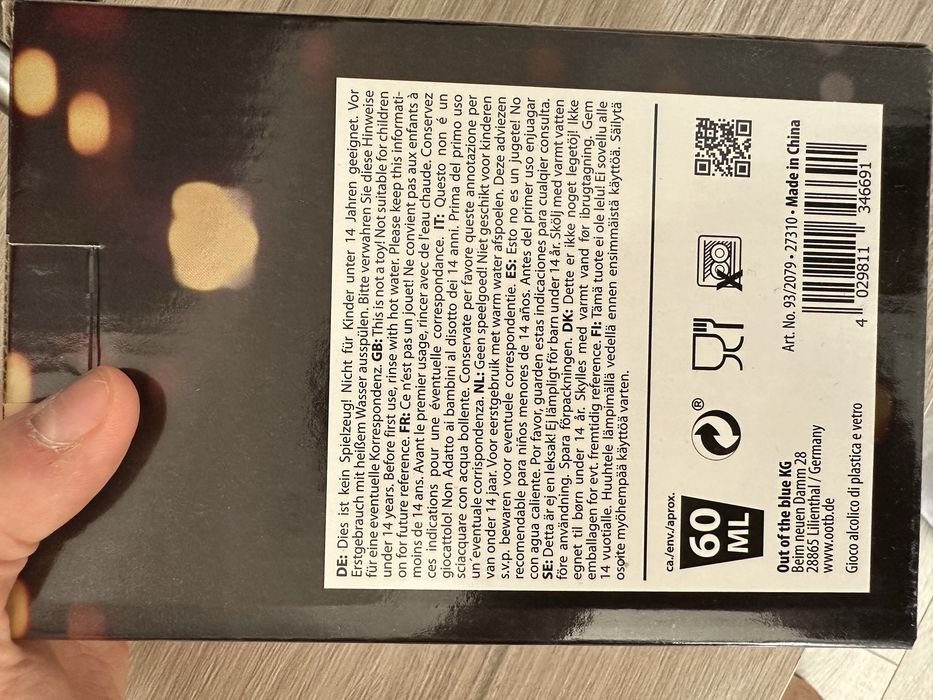 DE: Dies ist kein Spielzeug! Nicht für Kinder unter 14 Jahren geeignet. Vor
Erstgebrauch mit heißem Wasser ausspülen. Bitte verwahren Sie diese Hinweise
für eine eventuelle Korrespondenz. GB: This is not a toy! Not suitable for children
under 14 years. Before first use, rinse with hot water. Please keep this informati-
on for future reference. FR: Ce n'est pas un jouet! Ne convient pas aux enfants à
moins de 14 ans. Avant le premier usage, rincer avec de l'eau chaude. Conservez
ces indications pour une éventuelle correspondance. IT: Questo non é un
giocattolo! Non Adatto ai bambini al disotto dei 14 anni. Prima del primo uso
sciacquare con acqua bollente. Conservate per favore queste annotazione per
un'eventuale corrispondenza. NL: Geen speelgoed! Niet geschikt voor kinderen
van onder 14 jaar. Voor eerstgebruik met warm water afspoelen. Deze adviezen
s.v.p. bewaren voor eventuele correspondentie. ES: Esto no es un jugete! No
recomendable para niños menores de 14 años. Antes del primer uso enjuagar
con agua caliente. Por favor, guarden estas indicaciones para cualquier consulta.
SE: Detta är ej en leksak! Ej lämpligt för barn under 14 år. Skölj med varmt vatten
före användning. Spara förpackningen. DK: Dette er ikke noget legetøj! Ikke
egnet til børn under 14 år. Skylles med varmt vand før ibrugtagning. Gem
emballagen for evt. fremtidig reference. FI: Tämä tuote ei ole lelu! Ei sovellu alle
14 vuotialle. Huuhtele lämpimällä vedellä ennen ensimmäistä käyttöä. Säilytä
osoite myöhempää käyttöä varten.
ca./env./aprox.
60
ML
®
Out of the blue KG
Beim neuen Damm 28
28865 Lilienthal / Germany
www.ootb.de
Gioco alcolico di plastica e vetro
Art. No. 93/2079 • 27310 • Made in China
4 029811 346691